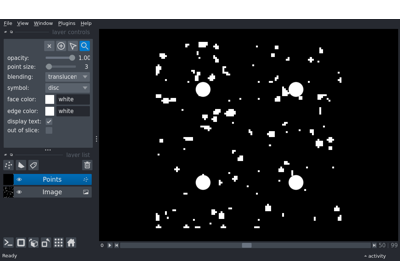 File View Window Plugins Help
layer controls
opacity: 1.00
point size: 3
blending: translucen
symbol: disc
face color: white
edge color: white
display text:
out of slice:
layer list
Points
Image
0 50 99
Ready activity